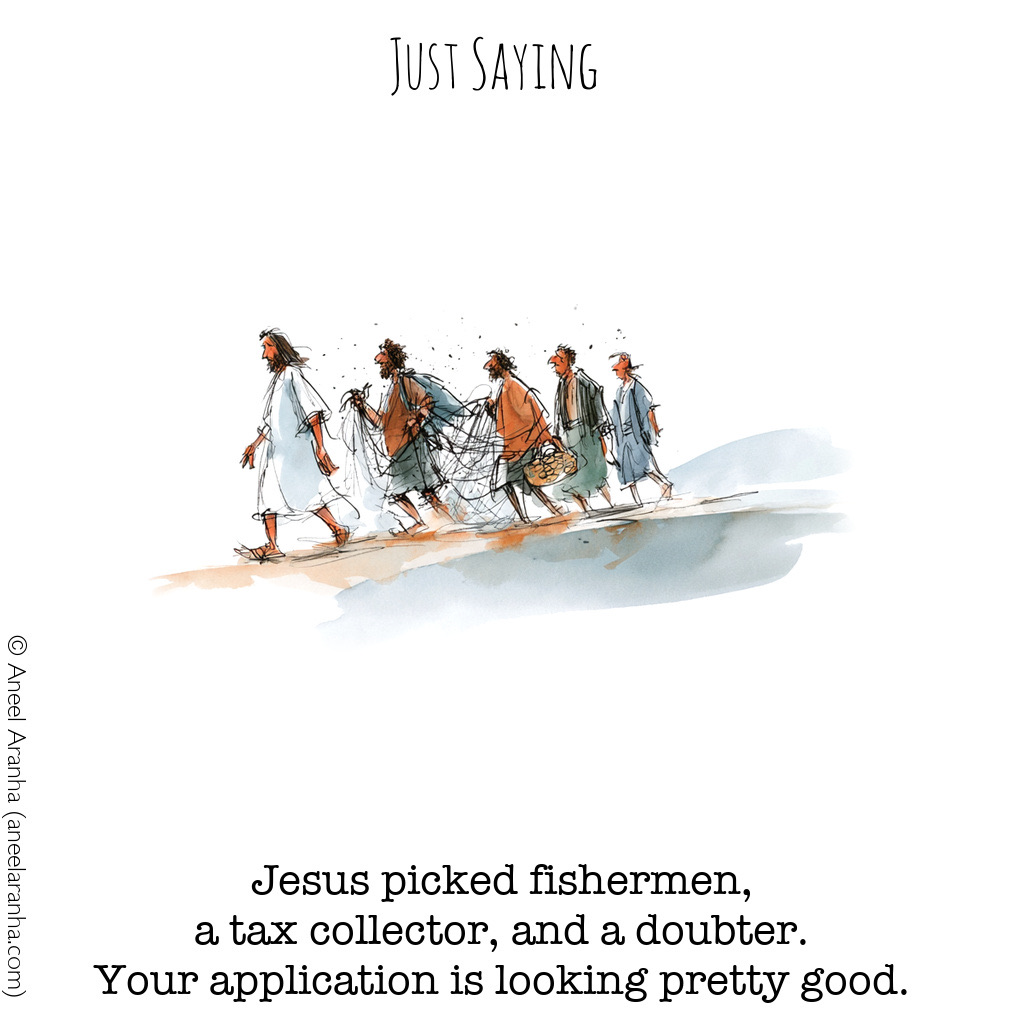 Just Saying
Jesus picked fishermen,
a tax collector, and a doubter.
Your application is looking pretty good.
© Aneel Aranha (aneelaranha.com)